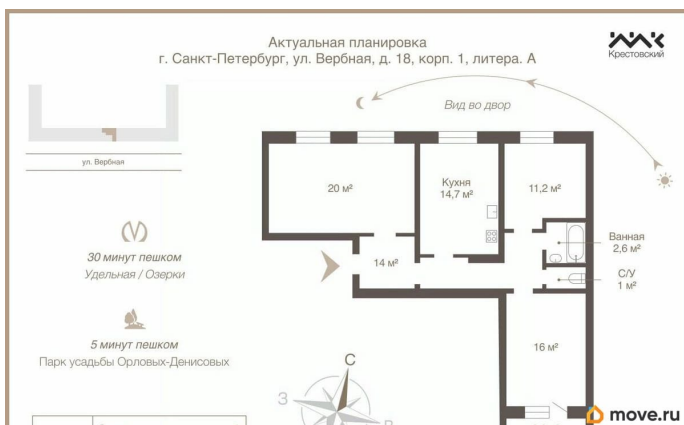 Актуальная планировка
г. Санкт-Петербург, ул. Вербная, д. 18, корп. 1, литера. А
Крестовский
Вид во двор
ул. Вербная
20 м²
Кухня
14,7 м²
11,2 м²
Ванная
2,6 м²
30 минут пешком
Удельная / Озерки
14 м²
С/У
1 м²
5 минут пешком
Парк усадьбы Орловых-Денисовых
16 м²
С
З
move.ru